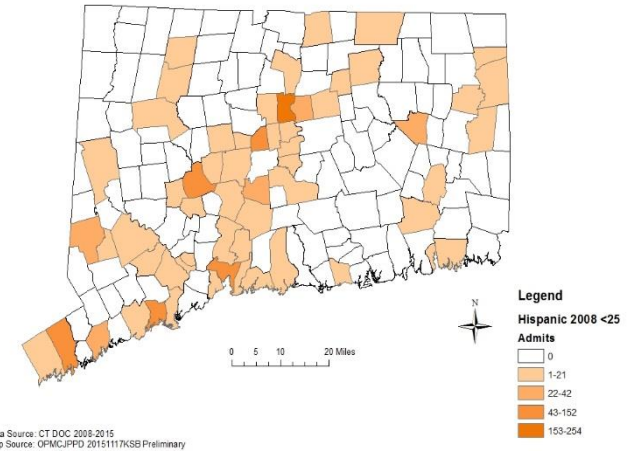 N
Legend
Hispanic 2008 <25
Admits
0
1-21
22-42
43-152
153-254
0 5 10 20 Miles
a Source: CT DOC 2008-2015
p Source: OPMCJPPD 20151117KSB Preliminary